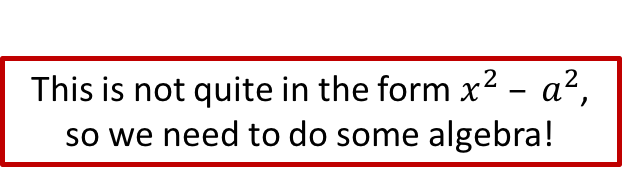 This is not quite in the form x² − a²,
so we need to do some algebra!